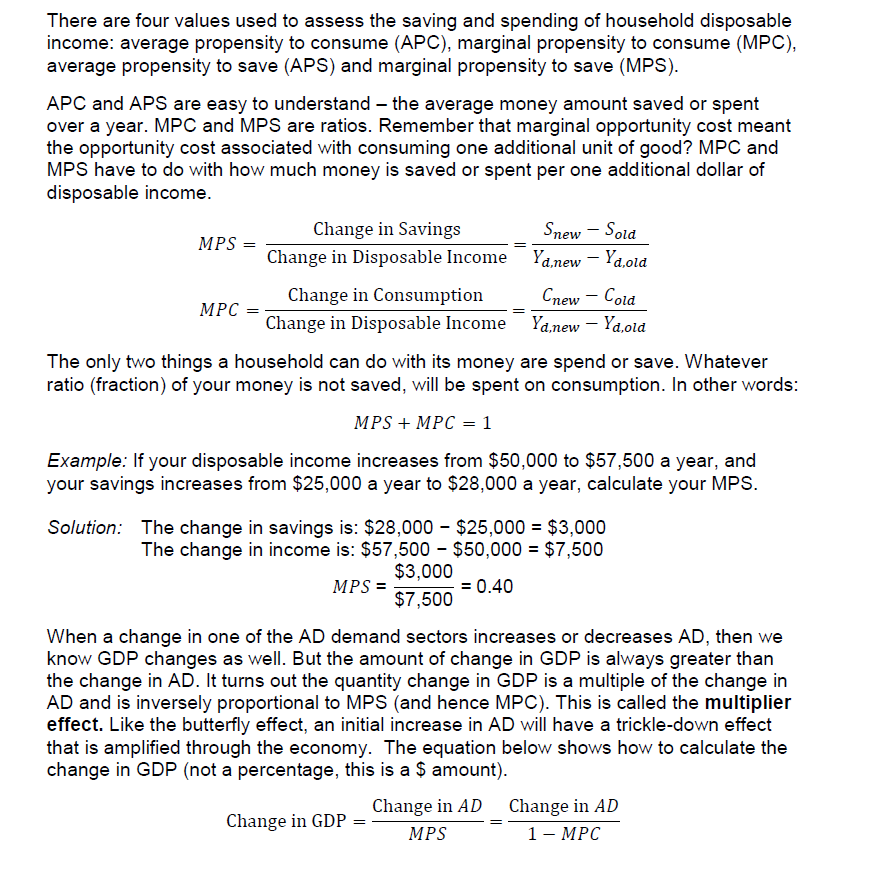 There are four values used to assess the saving and spending of household disposable
income: average propensity to consume (APC), marginal propensity to consume (MPC),
average propensity to save (APS) and marginal propensity to save (MPS).
APC and APS are easy to understand – the average money amount saved or spent
over a year. MPC and MPS are ratios. Remember that marginal opportunity cost meant
the opportunity cost associated with consuming one additional unit of good? MPC and
MPS have to do with how much money is saved or spent per one additional dollar of
disposable income.
MPS = Change in Savings / Change in Disposable Income = (S_new − S_old) / (Y_d,new − Y_d,old)
MPC = Change in Consumption / Change in Disposable Income = (C_new − C_old) / (Y_d,new − Y_d,old)
The only two things a household can do with its money are spend or save. Whatever
ratio (fraction) of your money is not saved, will be spent on consumption. In other words:
MPS + MPC = 1
Example: If your disposable income increases from $50,000 to $57,500 a year, and
your savings increases from $25,000 a year to $28,000 a year, calculate your MPS.
Solution: The change in savings is: $28,000 − $25,000 = $3,000
The change in income is: $57,500 − $50,000 = $7,500
MPS = $3,000 / $7,500 = 0.40
When a change in one of the AD demand sectors increases or decreases AD, then we
know GDP changes as well. But the amount of change in GDP is always greater than
the change in AD. It turns out the quantity change in GDP is a multiple of the change in
AD and is inversely proportional to MPS (and hence MPC). This is called the multiplier
effect. Like the butterfly effect, an initial increase in AD will have a trickle-down effect
that is amplified through the economy. The equation below shows how to calculate the
change in GDP (not a percentage, this is a $ amount).
Change in GDP = Change in AD / MPS = Change in AD / 1 − MPC